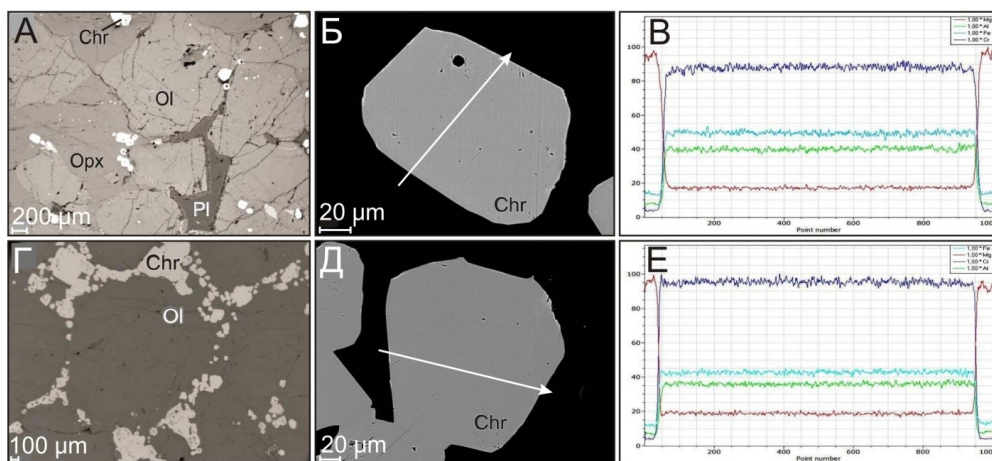 А
Chr
Ol
Opx
Pl
200 µm
Б
Chr
20 µm
В
1,00*Mg
1,00*Al
1,00*Fe
1,00*Cr
100
80
60
40
20
0
200
400
600
800
1000
Point number
Г
Chr
Ol
100 µm
Д
Chr
20 µm
Е
1,00*Fe
1,00*Mg
1,00*Cr
1,00*Al
100
80
60
40
20
0
200
400
600
800
1000
Point number